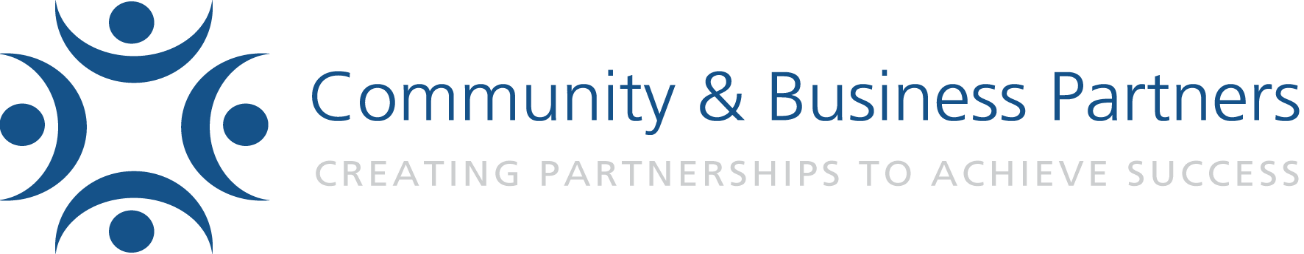 Community & Business Partners
CREATING PARTNERSHIPS TO ACHIEVE SUCCESS